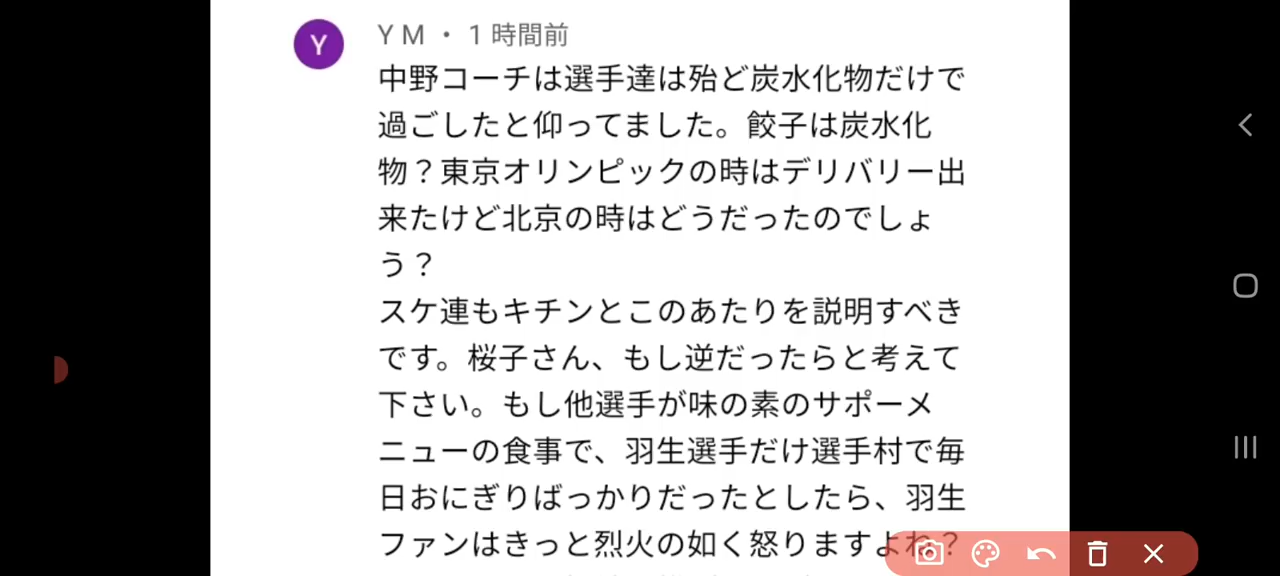 Y
Y M ・ 1 時間前
中野コーチは選手達は殆ど炭水化物だけで
過ごしたと仰ってました。餃子は炭水化
物？東京オリンピックの時はデリバリー出
来たけど北京の時はどうだったのでしょ
う？
スケ連もキチンとこのあたりを説明すべき
です。桜子さん、もし逆だったらと考えて
下さい。もし他選手が味の素のサポーメ
ニューの食事で、羽生選手だけ選手村で毎
日おにぎりばっかりだったとしたら、羽生
ファンはきっと烈火の如く怒りますよね？